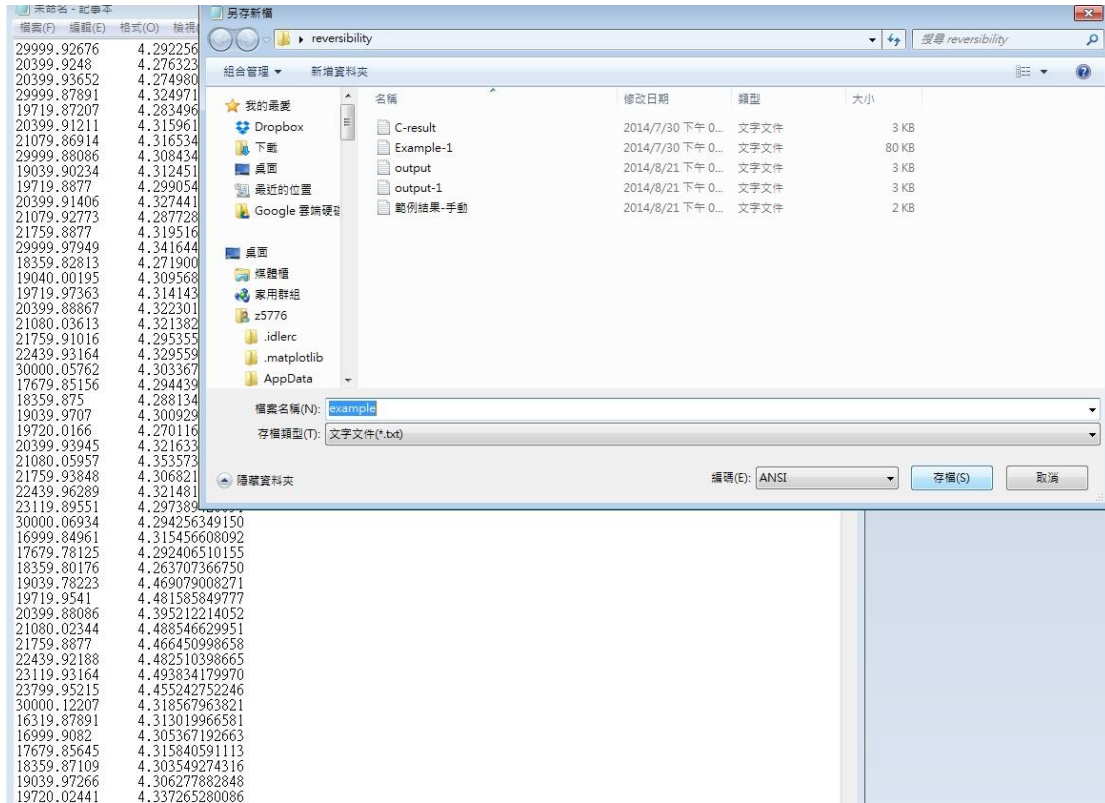 未命名 - 記事本
檔案(F) 編輯(E) 格式(O) 檢視
29999.92676 4.292256
20399.9248 4.276323
20399.93652 4.274980
29999.87891 4.324971
19719.87207 4.283496
20399.91211 4.315961
21079.86914 4.316534
29999.88086 4.308434
19039.90234 4.312451
19719.8877 4.299054
20399.91406 4.327441
21079.92773 4.287728
21759.8877 4.319516
29999.97949 4.341644
18359.82813 4.271900
19040.00195 4.309568
19719.97363 4.314143
20399.88867 4.322301
21080.03613 4.321382
21759.91016 4.295355
22439.93164 4.329559
30000.05762 4.303367
17679.85156 4.294439
18359.875 4.288134
19039.9707 4.300929
19720.0166 4.270116
20399.93945 4.321633
21080.05957 4.353573
21759.93848 4.306821
22439.96289 4.321481
23119.89551 4.297389
30000.06934 4.294256349150
16999.84961 4.315456608092
17679.78125 4.292406510155
18359.80176 4.263707366750
19039.78223 4.469079008271
19719.9541 4.481585849777
20399.88086 4.395212214052
21080.02344 4.488546629951
21759.8877 4.466450998658
22439.92188 4.482510398665
23119.93164 4.493834179970
23799.95215 4.455242752246
30000.12207 4.318567963821
16319.87891 4.313019966581
16999.9082 4.305367192663
17679.85645 4.315840591113
18359.87109 4.303549274316
19039.97266 4.306277882848
19720.02441 4.337265280086
另存新檔
reversibility
搜尋 reversibility
組合管理 新增資料夾
我的最愛
Dropbox
下載
桌面
最近的位置
Google 雲端硬碟
桌面
媒體櫃
家用群組
z5776
.idlerc
.matplotlib
AppData
名稱 修改日期 類型 大小
C-result 2014/7/30 下午 0... 文字文件 3 KB
Example-1 2014/7/30 下午 0... 文字文件 80 KB
output 2014/8/21 下午 0... 文字文件 3 KB
output-1 2014/8/21 下午 0... 文字文件 3 KB
範例結果-手動 2014/8/21 下午 0... 文字文件 2 KB
檔案名稱(N): example
存檔類型(T): 文字文件(*.txt)
隱藏資料夾
編碼(E): ANSI
存檔(S)
取消